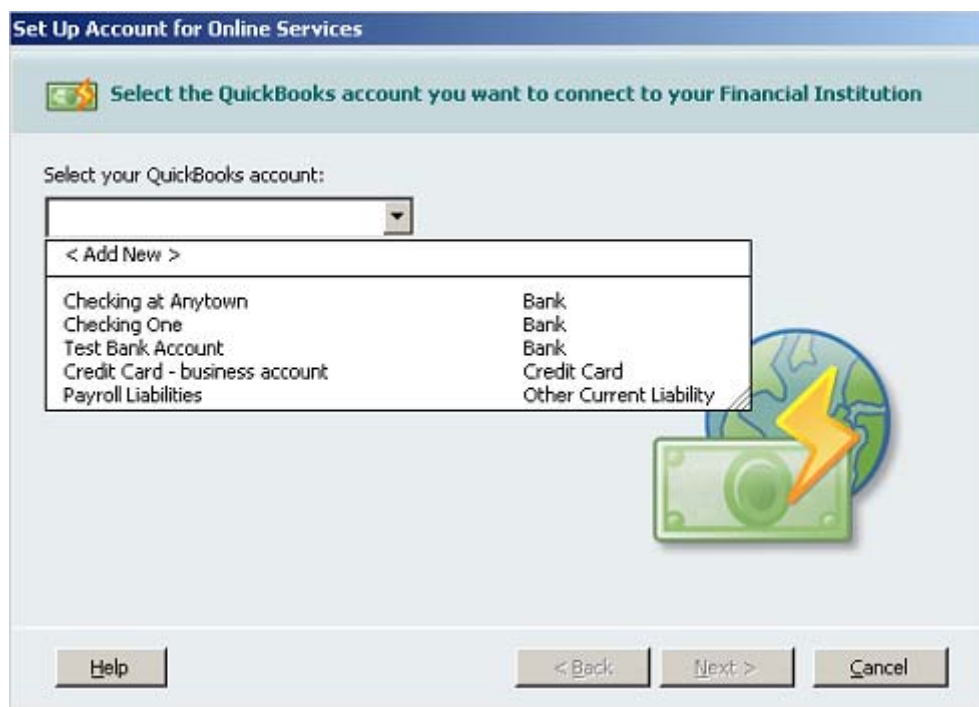 Set Up Account for Online Services
Select the QuickBooks account you want to connect to your Financial Institution
Select your QuickBooks account:
< Add New >
Checking at Anytown Bank
Checking One Bank
Test Bank Account Bank
Credit Card - business account Credit Card
Payroll Liabilities Other Current Liability
Help < Back Next > Cancel